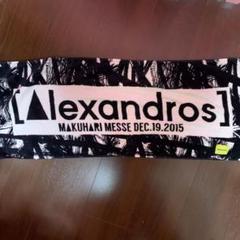 [Alexandros]
MAKUHARI MESSE DEC.19.2015